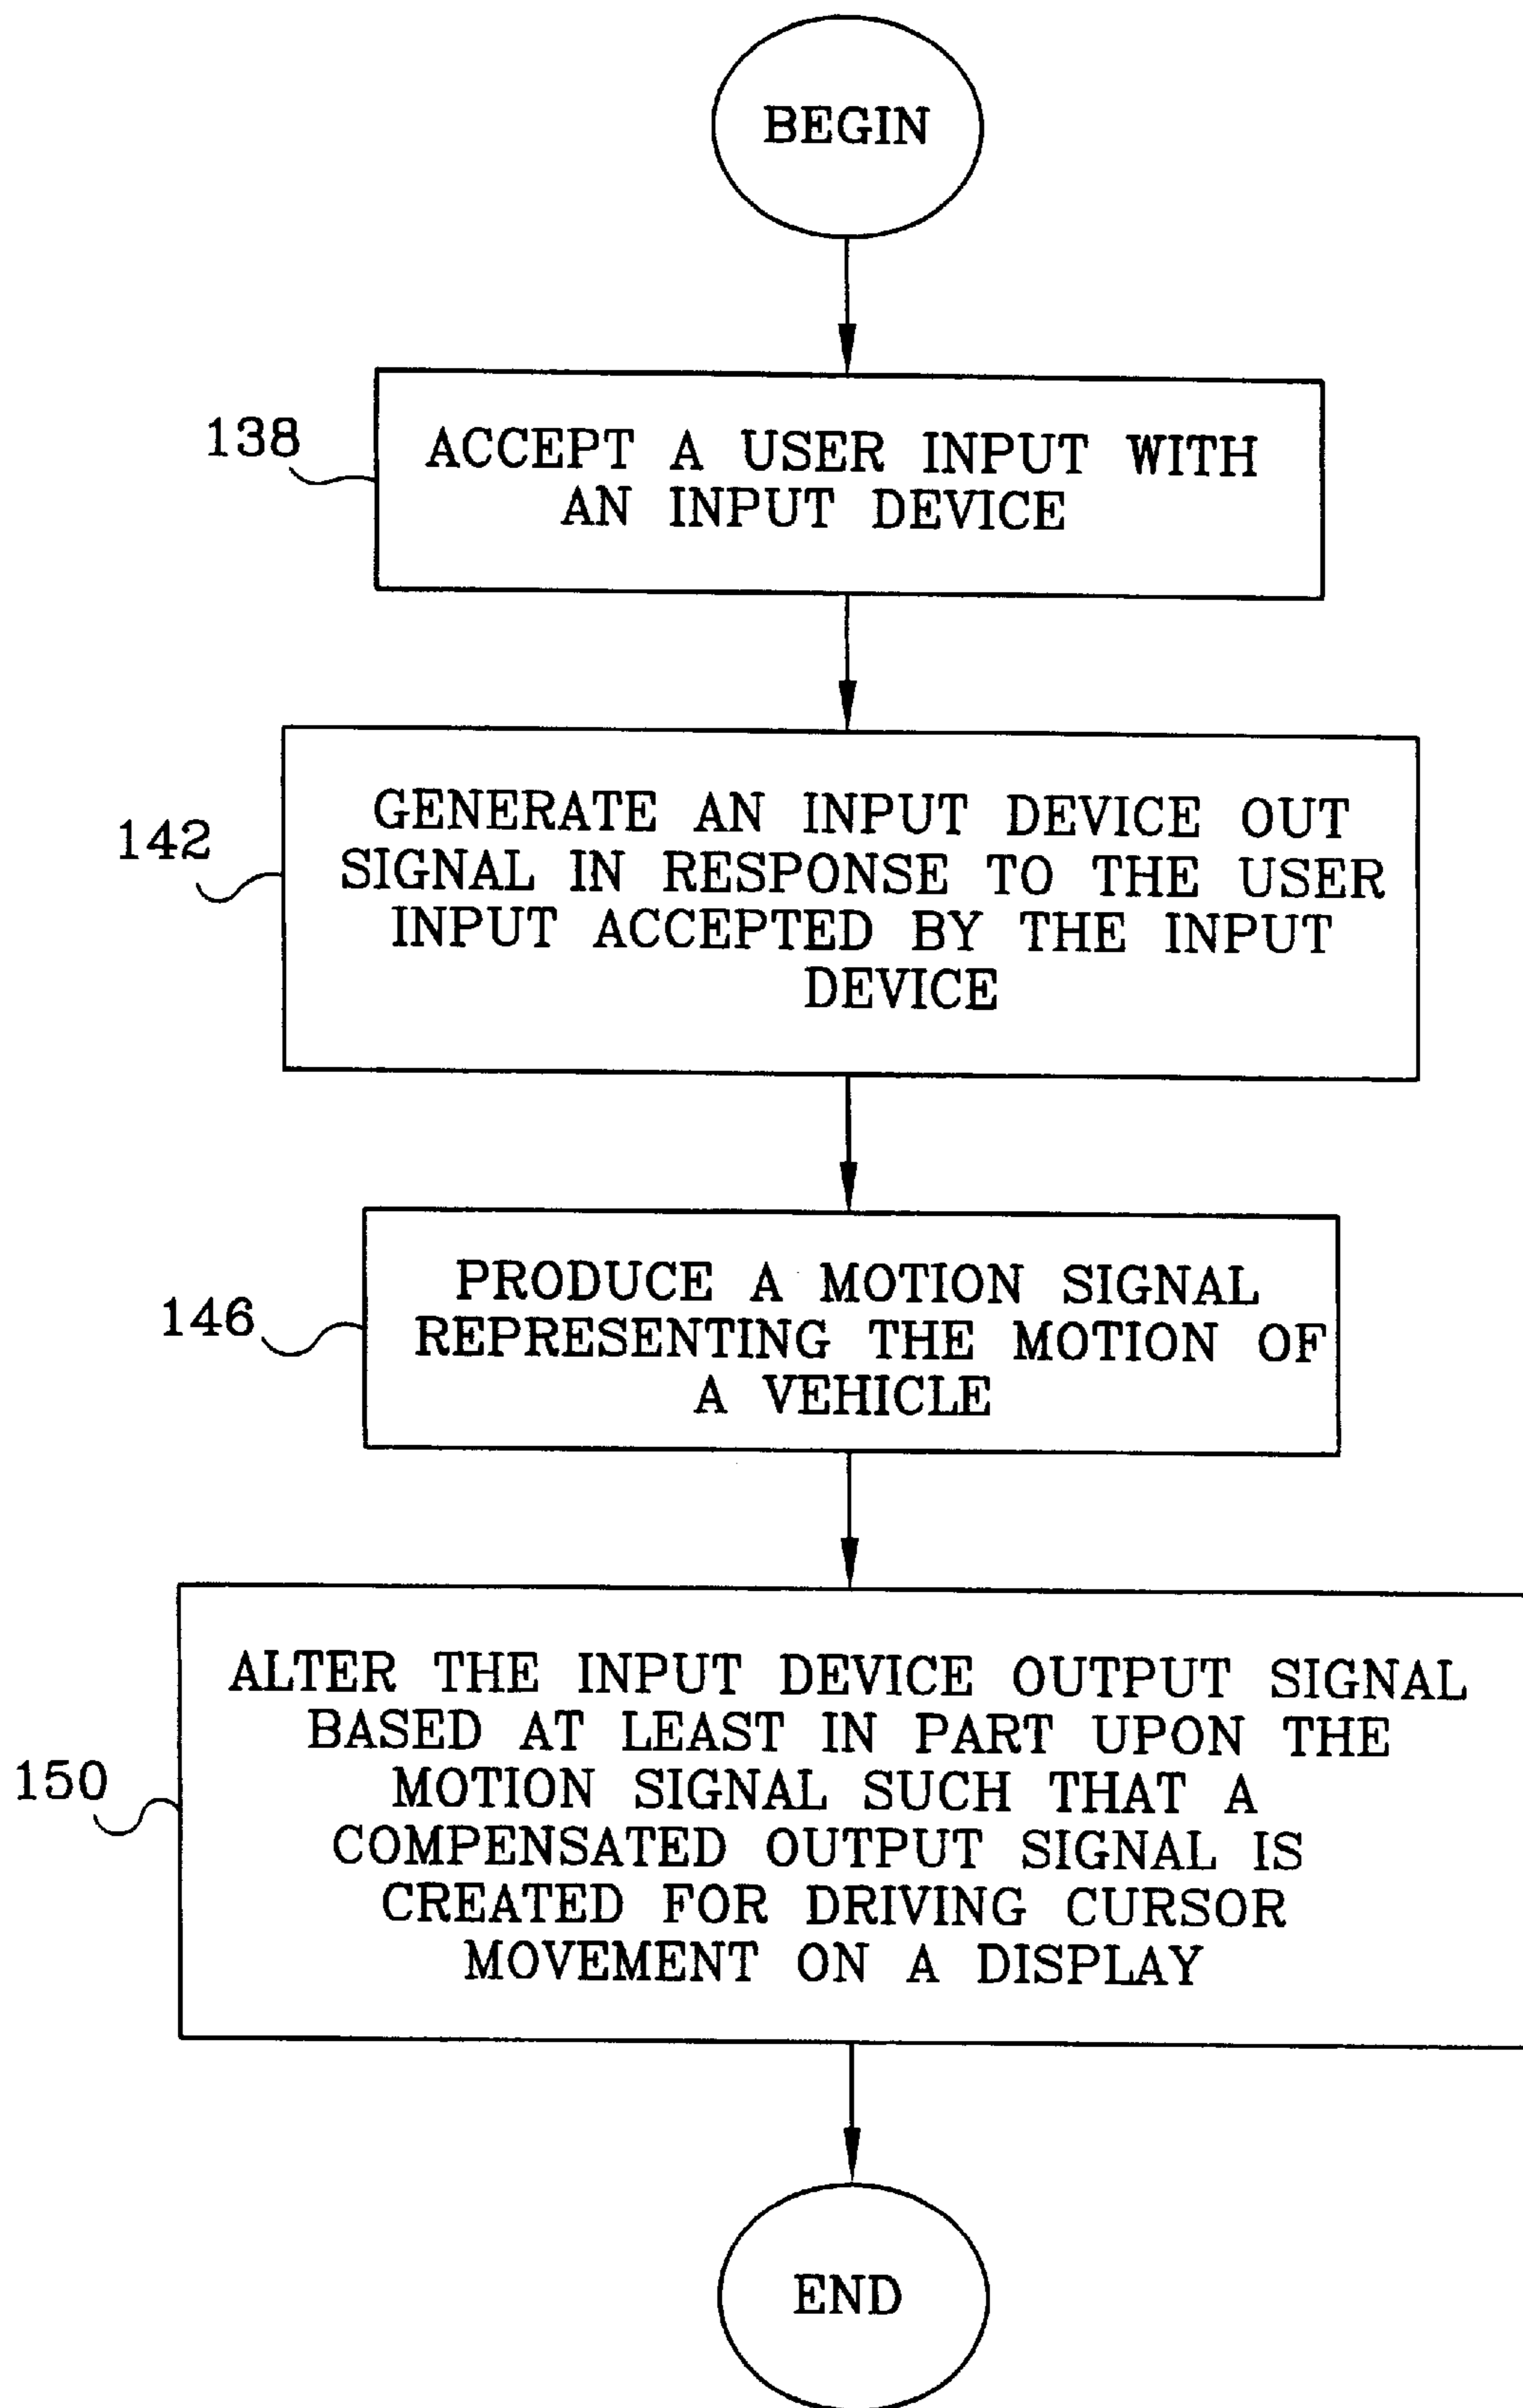 BEGIN
138
ACCEPT A USER INPUT WITH
AN INPUT DEVICE
142
GENERATE AN INPUT DEVICE OUT
SIGNAL IN RESPONSE TO THE USER
INPUT ACCEPTED BY THE INPUT
DEVICE
146
PRODUCE A MOTION SIGNAL
REPRESENTING THE MOTION OF
A VEHICLE
150
ALTER THE INPUT DEVICE OUTPUT SIGNAL
BASED AT LEAST IN PART UPON THE
MOTION SIGNAL SUCH THAT A
COMPENSATED OUTPUT SIGNAL IS
CREATED FOR DRIVING CURSOR
MOVEMENT ON A DISPLAY
END